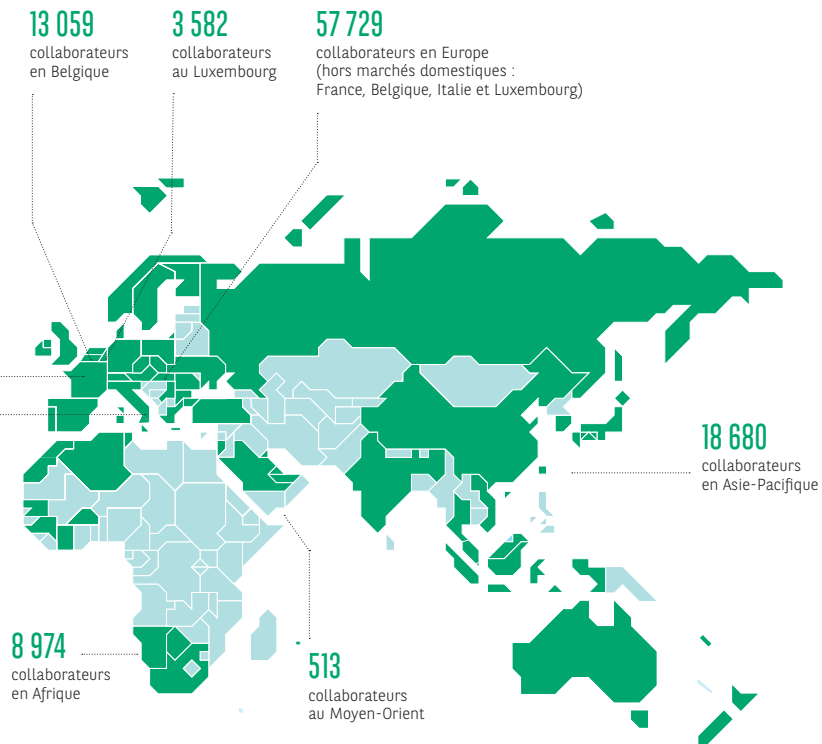 13 059
collaborateurs
en Belgique
3 582
collaborateurs
au Luxembourg
57 729
collaborateurs en Europe
(hors marchés domestiques :
France, Belgique, Italie et Luxembourg)
18 680
collaborateurs
en Asie-Pacifique
8 974
collaborateurs
en Afrique
513
collaborateurs
au Moyen-Orient